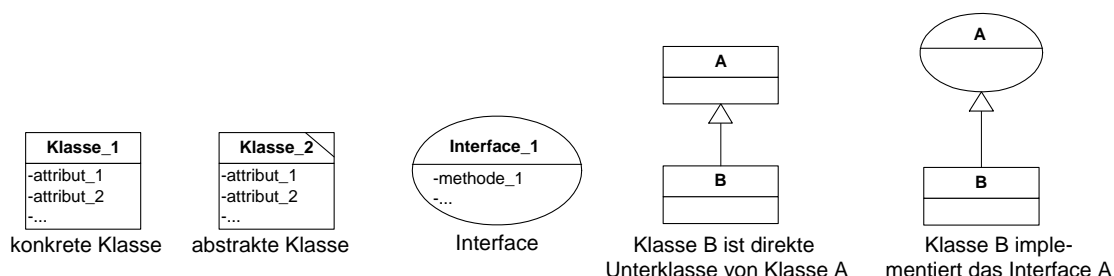 Klasse_1
-attribut_1
-attribut_2
-...
konkrete Klasse
Klasse_2
-attribut_1
-attribut_2
-...
abstrakte Klasse
Interface_1
-methode_1
-...
Interface
A
B
Klasse B ist direkte
Unterklasse von Klasse A
A
B
Klasse B imple-
mentiert das Interface A